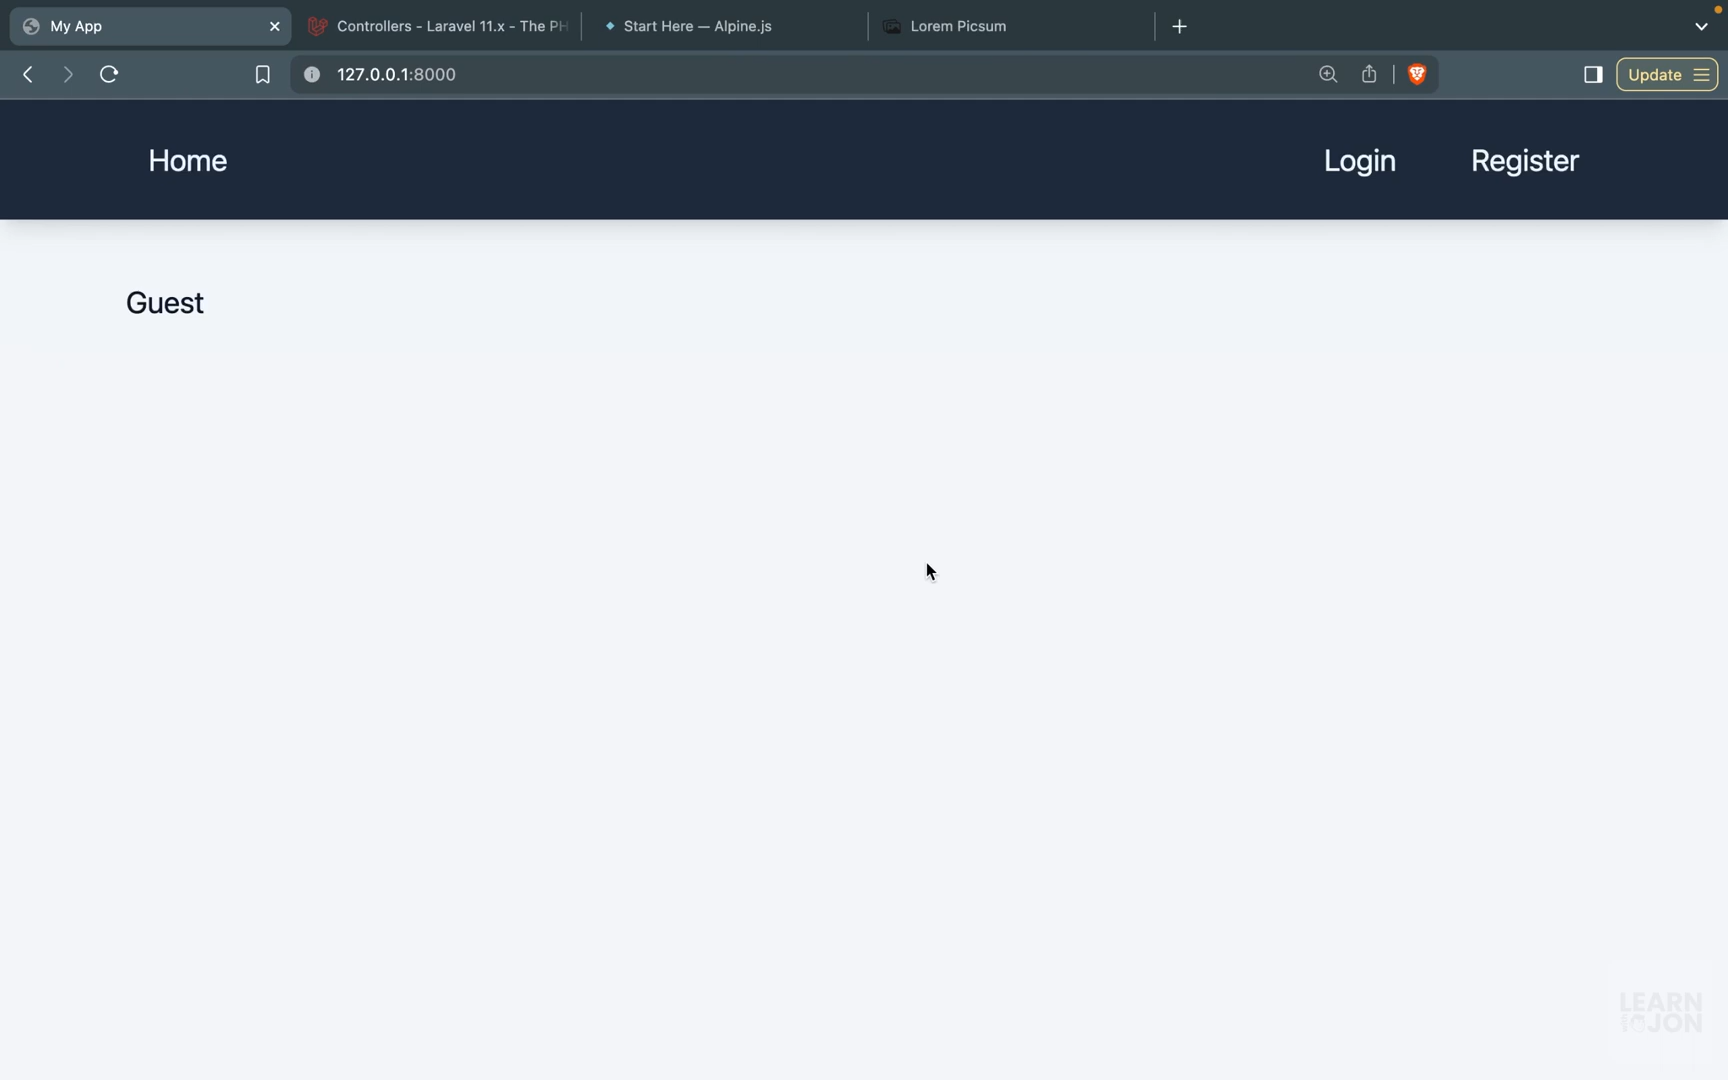 My App
Controllers - Laravel 11.x - The PH
Start Here — Alpine.js
Lorem Picsum
127.0.0.1:8000
Update
Home
Login
Register
Guest
LEARN
JON